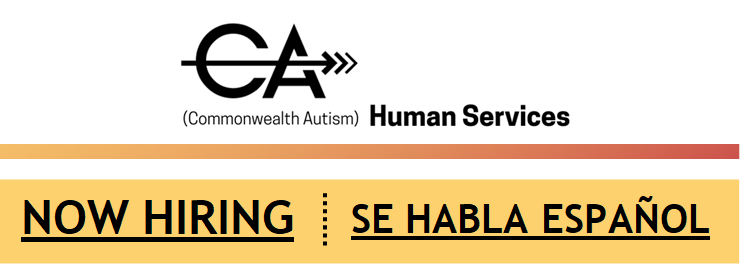 CA
(Commonwealth Autism) Human Services
NOW HIRING SE HABLA ESPAÑOL